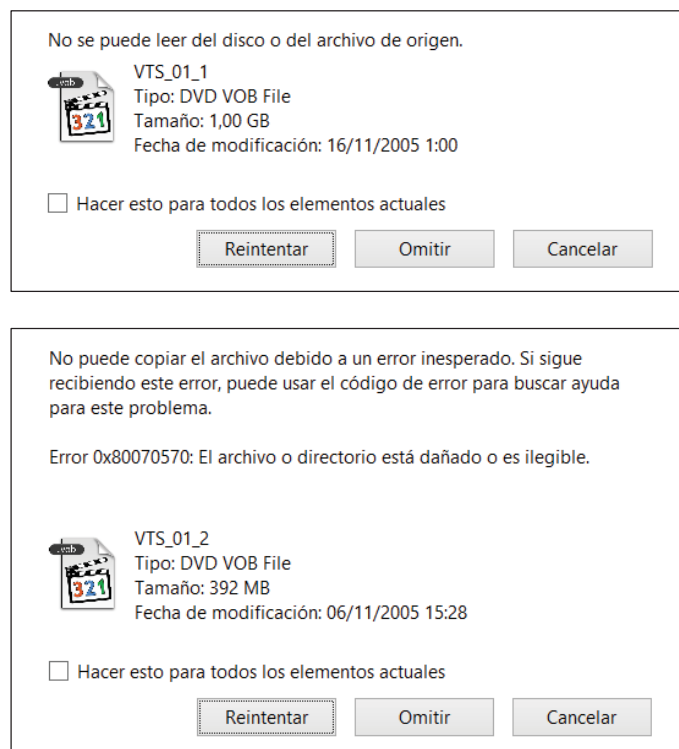 No se puede leer del disco o del archivo de origen.
.vob
321
VTS_01_1
Tipo: DVD VOB File
Tamaño: 1,00 GB
Fecha de modificación: 16/11/2005 1:00
Hacer esto para todos los elementos actuales
Reintentar Omitir Cancelar
No puede copiar el archivo debido a un error inesperado. Si sigue
recibiendo este error, puede usar el código de error para buscar ayuda
para este problema.
Error 0x80070570: El archivo o directorio está dañado o es ilegible.
.vob
321
VTS_01_2
Tipo: DVD VOB File
Tamaño: 392 MB
Fecha de modificación: 06/11/2005 15:28
Hacer esto para todos los elementos actuales
Reintentar Omitir Cancelar